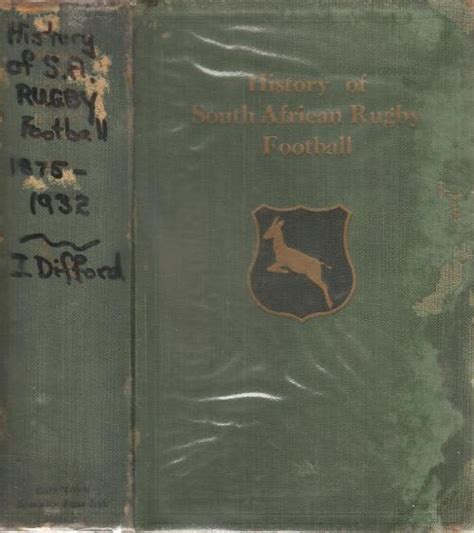 History
of S.A.
RUGBY
Football
1875-
1932
I Difford
History of
South African Rugby
Football